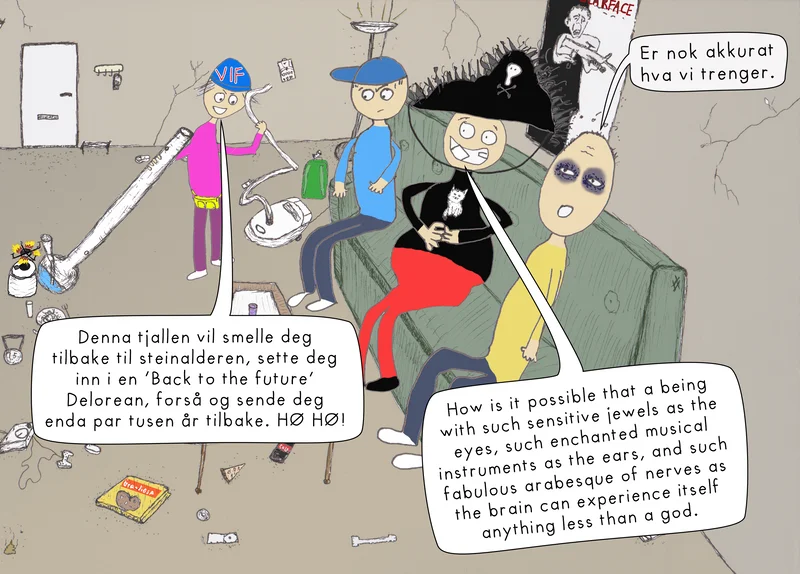 SCARFACE
Er nok akkurat
hva vi trenger.
VIF
Denna tjallen vil smelle deg
tilbake til steinalderen, sette deg
inn i en 'Back to the future'
Delorean, forså og sende deg
enda par tusen år tilbake. HØ HØ!
How is it possible that a being
with such sensitive jewels as the
eyes, such enchanted musical
instruments as the ears, and such
fabulous arabesque of nerves as
the brain can experience itself
anything less than a god.